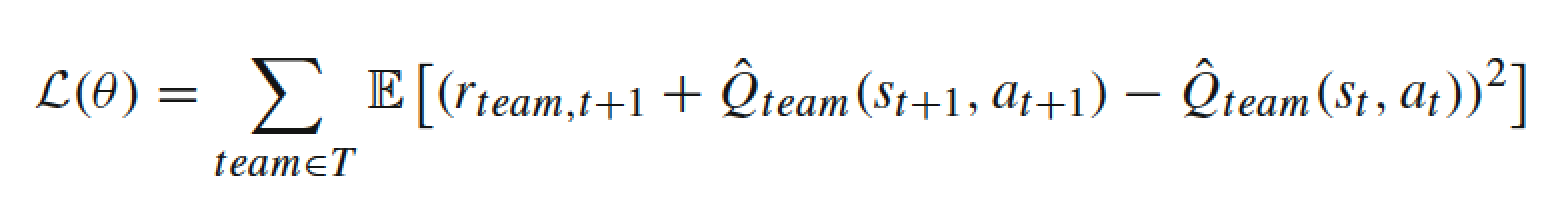 ℒ(θ) = ∑ 𝔼[(r_{team,t+1} + Q̂_{team}(s_{t+1}, a_{t+1}) − Q̂_{team}(s_t, a_t))²]
team∈T